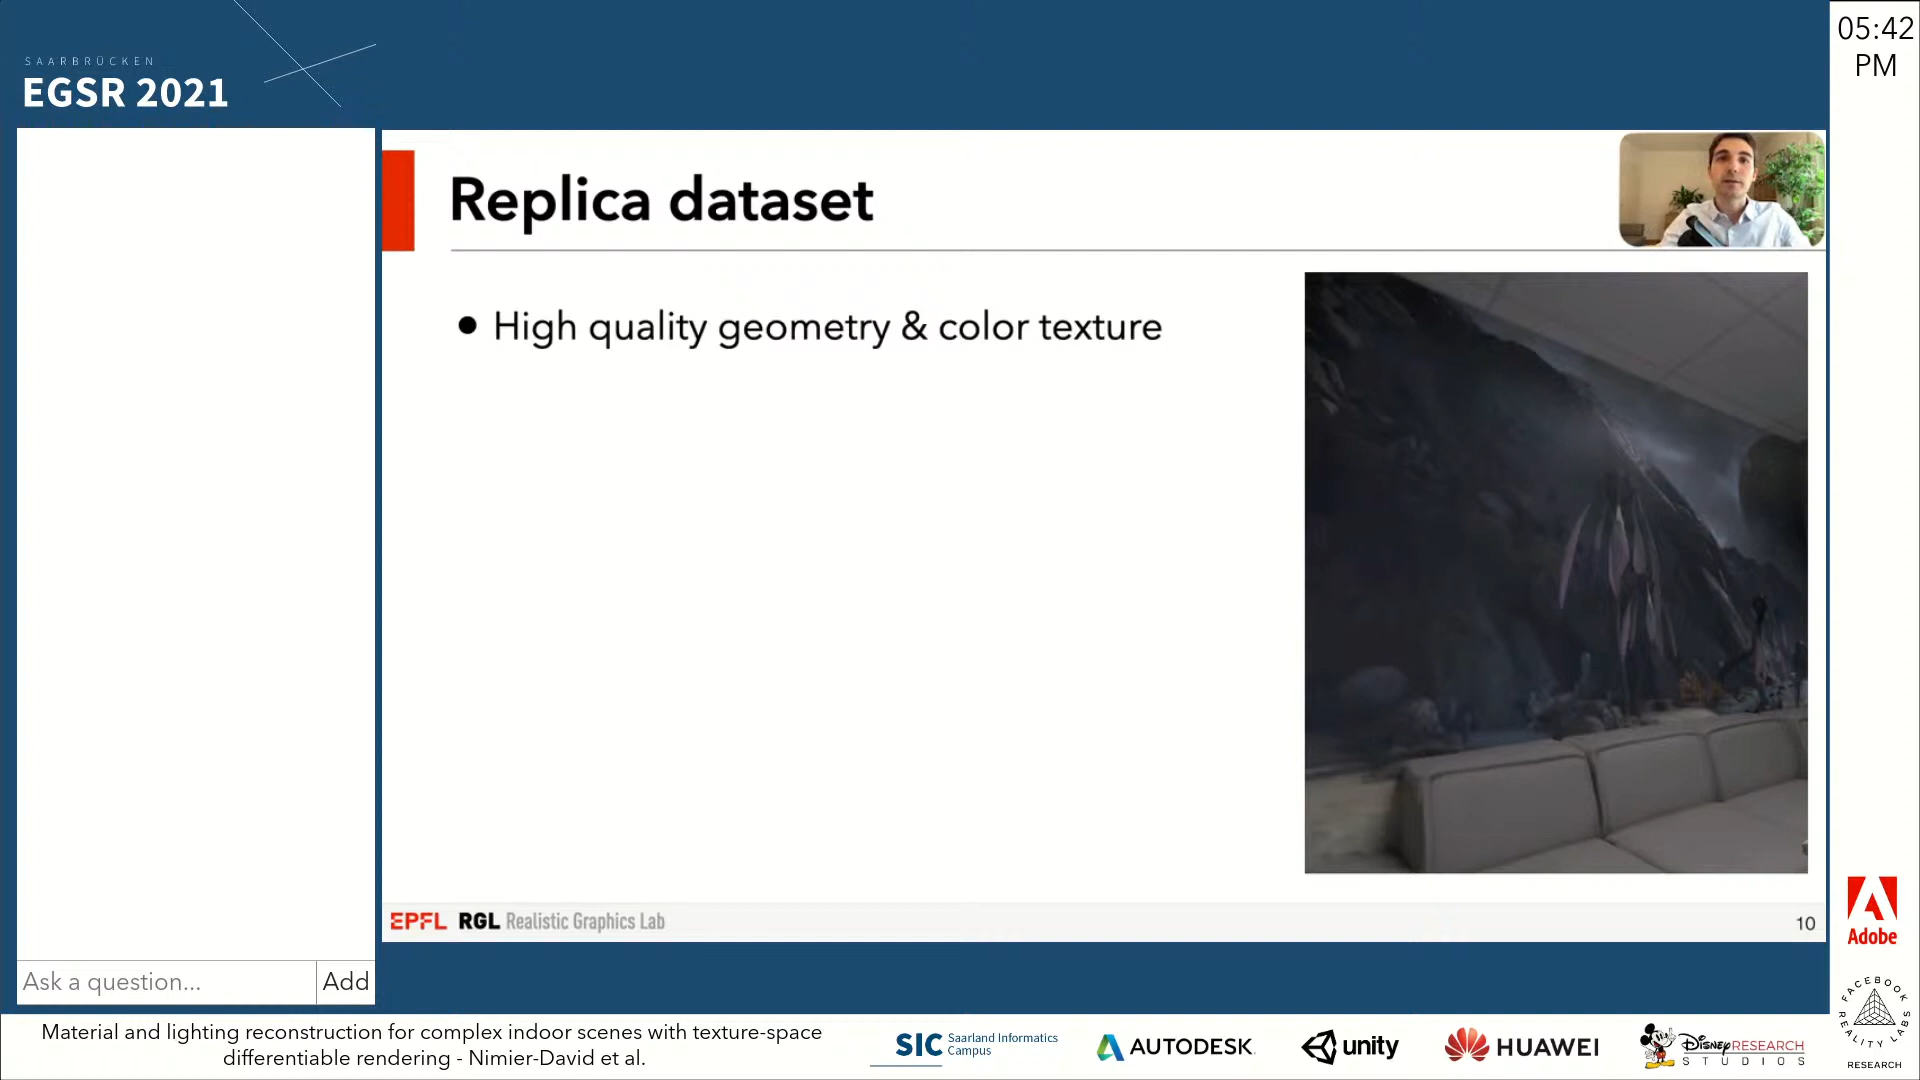 SAARBRÜCKEN
EGSR 2021
05:42
PM
Replica dataset
● High quality geometry & color texture
EPFL RGL Realistic Graphics Lab
10
Ask a question...
Add
Material and lighting reconstruction for complex indoor scenes with texture-space
differentiable rendering - Nimier-David et al.
SIC Saarland Informatics
Campus
AUTODESK
unity
HUAWEI
Disney RESEARCH
STUDIOS
Adobe
FACEBOOK
REALITY LABS
RESEARCH